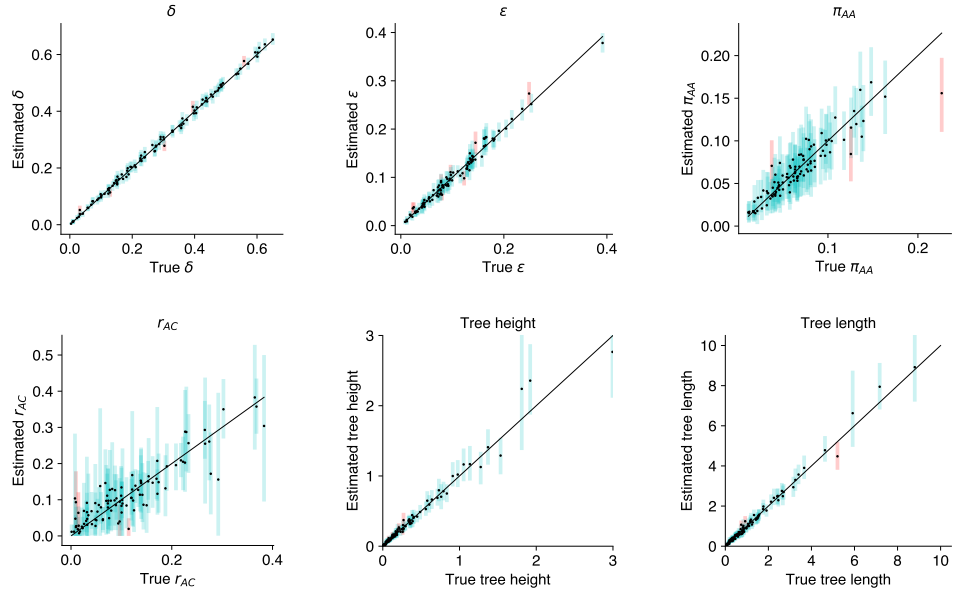 δ
Estimated δ
0.6
0.4
0.2
0.0
0.0 0.2 0.4 0.6
True δ
ε
Estimated ε
0.4
0.3
0.2
0.1
0.0
0.0 0.2 0.4
True ε
π_AA
Estimated π_AA
0.20
0.15
0.10
0.05
0.00
0.1 0.2
True π_AA
r_AC
Estimated r_AC
0.5
0.4
0.3
0.2
0.1
0.0
0.0 0.2 0.4
True r_AC
Tree height
Estimated tree height
3
2
1
0
0 1 2 3
True tree height
Tree length
Estimated tree length
10
8
6
4
2
0
0 2 4 6 8 10
True tree length